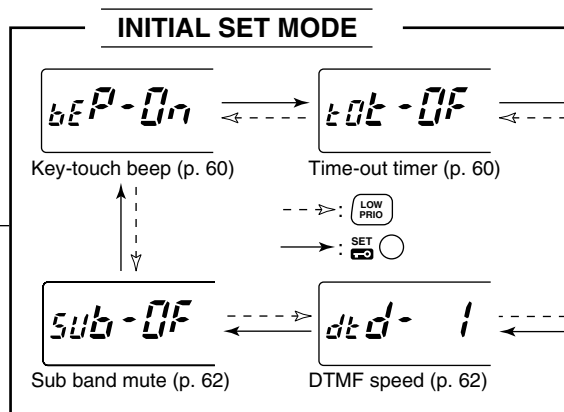 INITIAL SET MODE
bEP-On
tOt-OF
Key-touch beep (p. 60)
Time-out timer (p. 60)
: LOW
PRIO
: SET
SUb-OF
dtd- 1
Sub band mute (p. 62)
DTMF speed (p. 62)